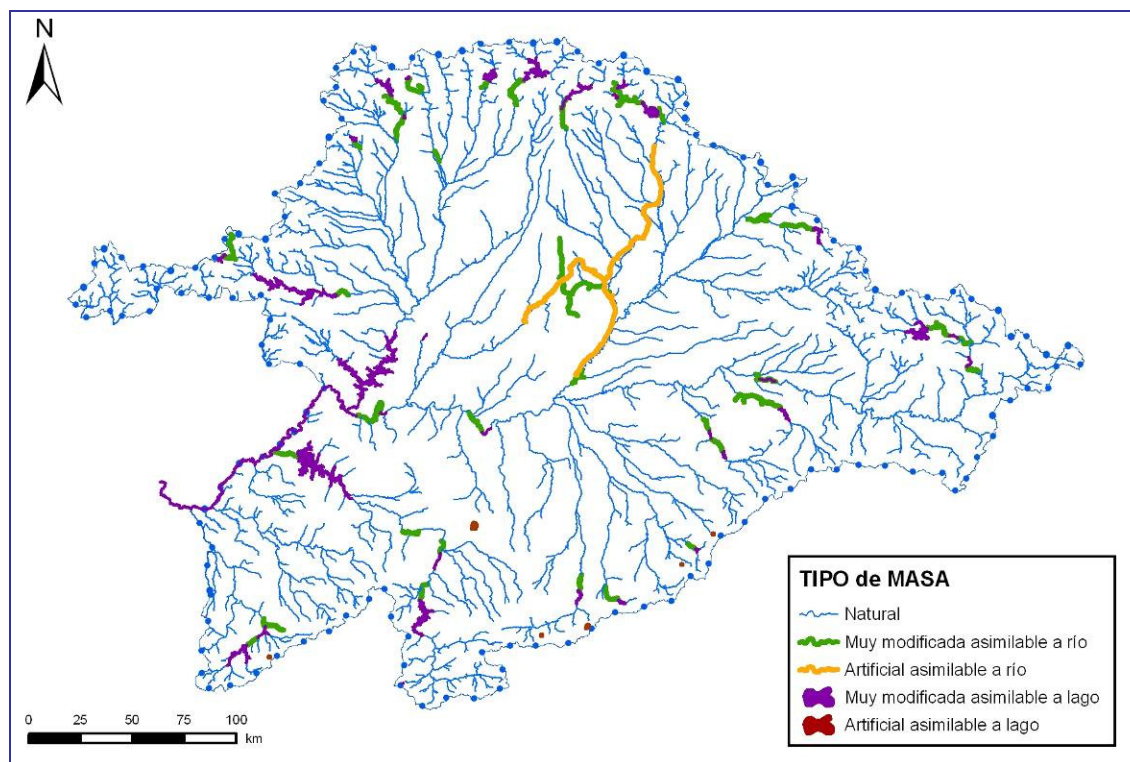 N
TIPO de MASA
Natural
Muy modificada asimilable a río
Artificial asimilable a río
Muy modificada asimilable a lago
Artificial asimilable a lago
0 25 50 75 100
km